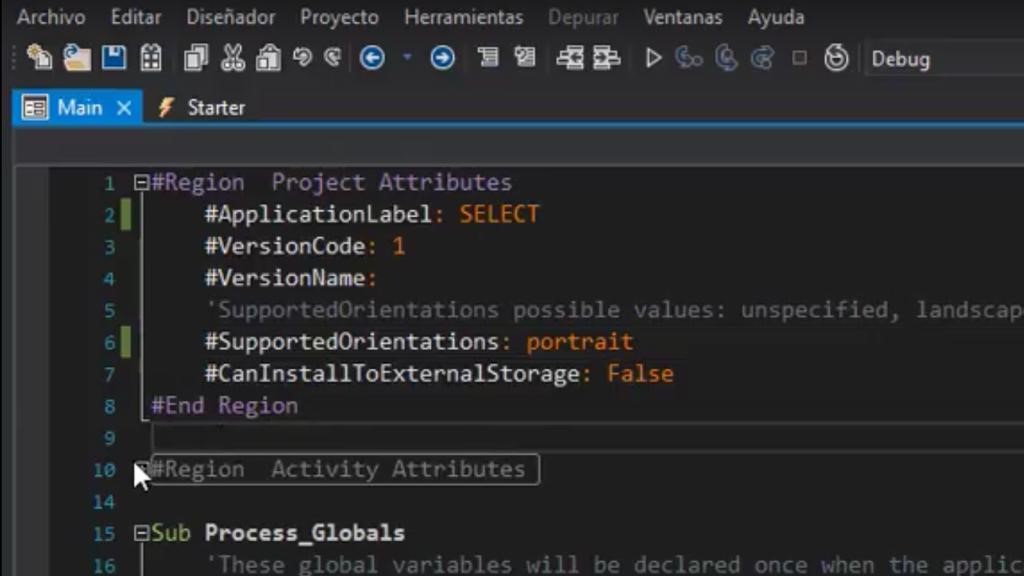 Archivo Editar Diseñador Proyecto Herramientas Depurar Ventanas Ayuda
Debug
Main Starter
1 #Region Project Attributes
2 #ApplicationLabel: SELECT
3 #VersionCode: 1
4 #VersionName:
5 'SupportedOrientations possible values: unspecified,
6 #SupportedOrientations: portrait
7 #CanInstallToExternalStorage: False
8 #End Region
9
10 #Region Activity Attributes
14
15 Sub Process_Globals
16 'These global variables will be declared once when the